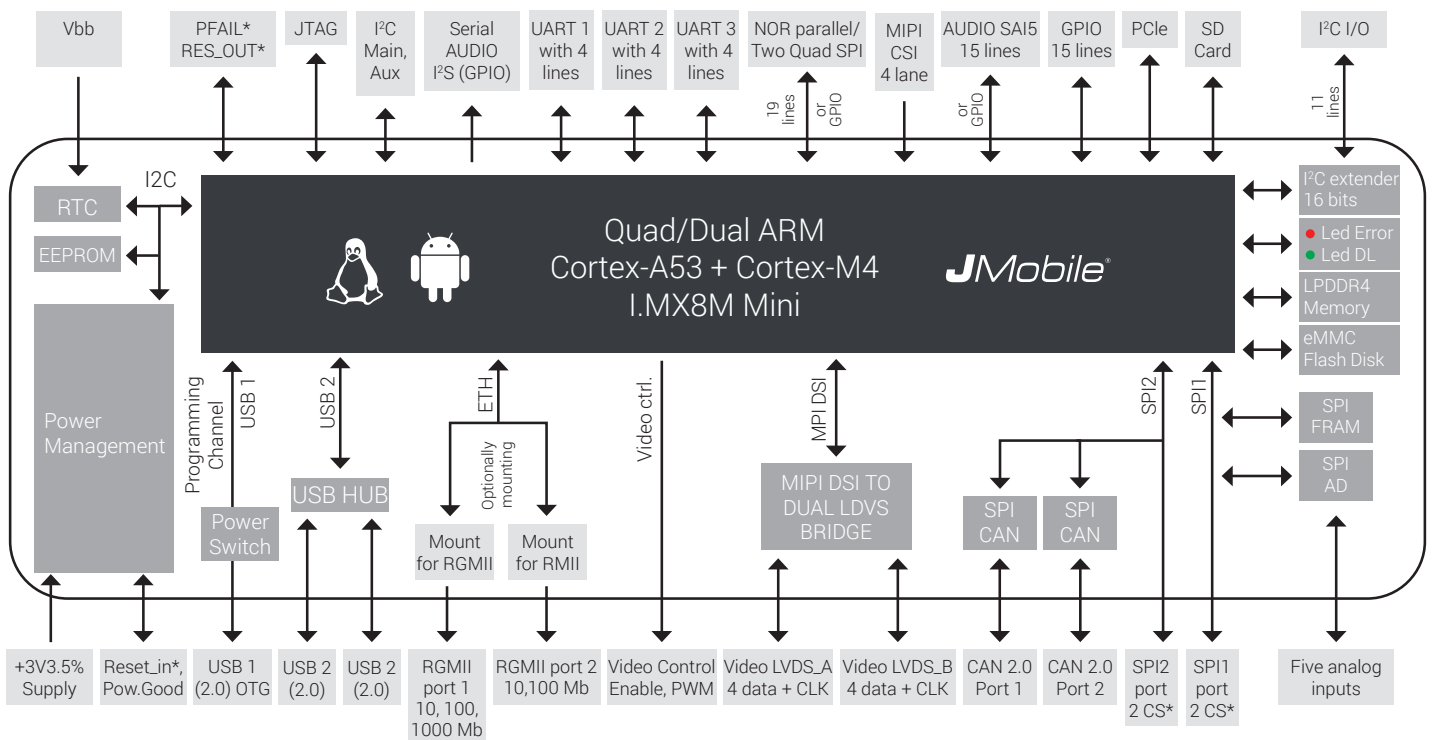 Vbb
PFAIL*
RES_OUT*
JTAG
I²C
Main,
Aux
Serial
AUDIO
I²S (GPIO)
UART 1
with 4
lines
UART 2
with 4
lines
UART 3
with 4
lines
NOR parallel/
Two Quad SPI
MIPI
CSI
4 lane
AUDIO SAI5
15 lines
GPIO
15 lines
PCIe
SD
Card
I²C I/O
19
lines
or
GPIO
or
GPIO
11
lines
I2C
RTC
EEPROM
Power
Management
Quad/Dual ARM
Cortex-A53 + Cortex-M4
I.MX8M Mini
JMobile®
I²C extender
16 bits
Led Error
Led DL
LPDDR4
Memory
eMMC
Flash Disk
SPI
FRAM
SPI
AD
Programming
Channel
USB 1
USB 2
ETH
Optionally
mounting
Video ctrl.
MPI DSI
SPI2
SPI1
Power
Switch
USB HUB
Mount
for RGMII
Mount
for RMII
MIPI DSI TO
DUAL LDVS
BRIDGE
SPI
CAN
SPI
CAN
+3V3.5%
Supply
Reset_in*,
Pow.Good
USB 1
(2.0) OTG
USB 2
(2.0)
USB 2
(2.0)
RGMII
port 1
10, 100,
1000 Mb
RGMII port 2
10,100 Mb
Video Control
Enable, PWM
Video LVDS_A
4 data + CLK
Video LVDS_B
4 data + CLK
CAN 2.0
Port 1
CAN 2.0
Port 2
SPI2
port
2 CS*
SPI1
port
2 CS*
Five analog
inputs